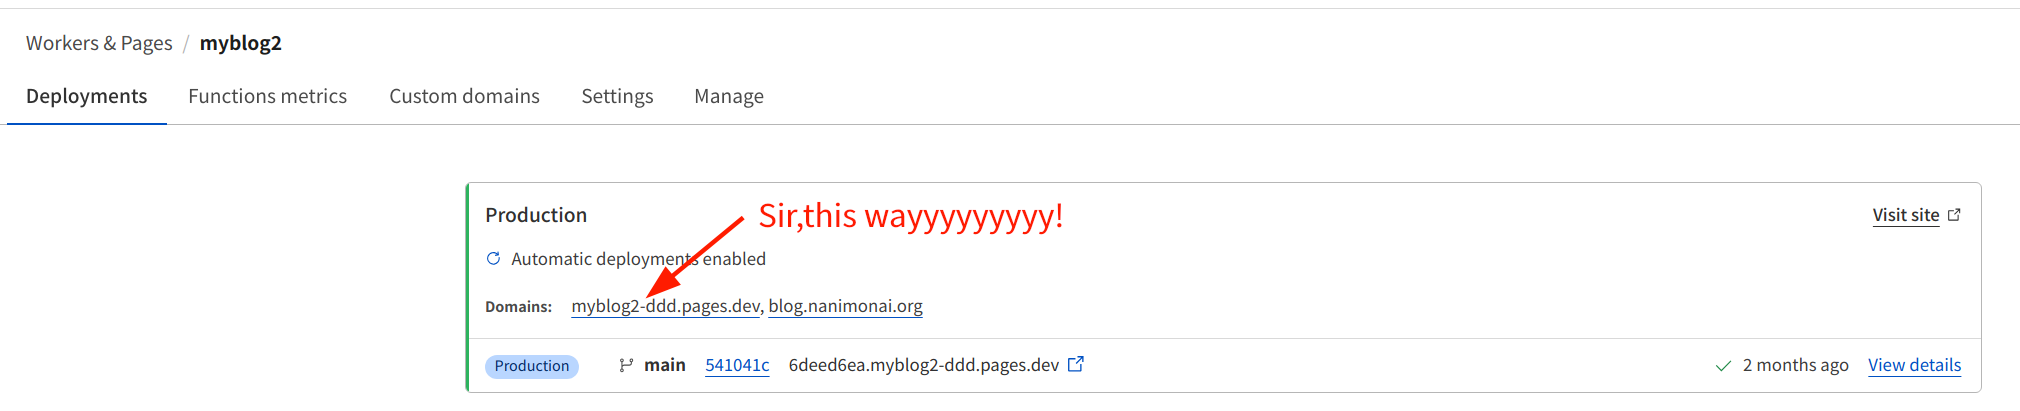 Workers & Pages / myblog2
Deployments Functions metrics Custom domains Settings Manage
Production Sir,this wayyyyyyyyy! Visit site
Automatic deployments enabled
Domains: myblog2-ddd.pages.dev, blog.nanimonai.org
Production main 541041c 6deed6ea.myblog2-ddd.pages.dev 2 months ago View details